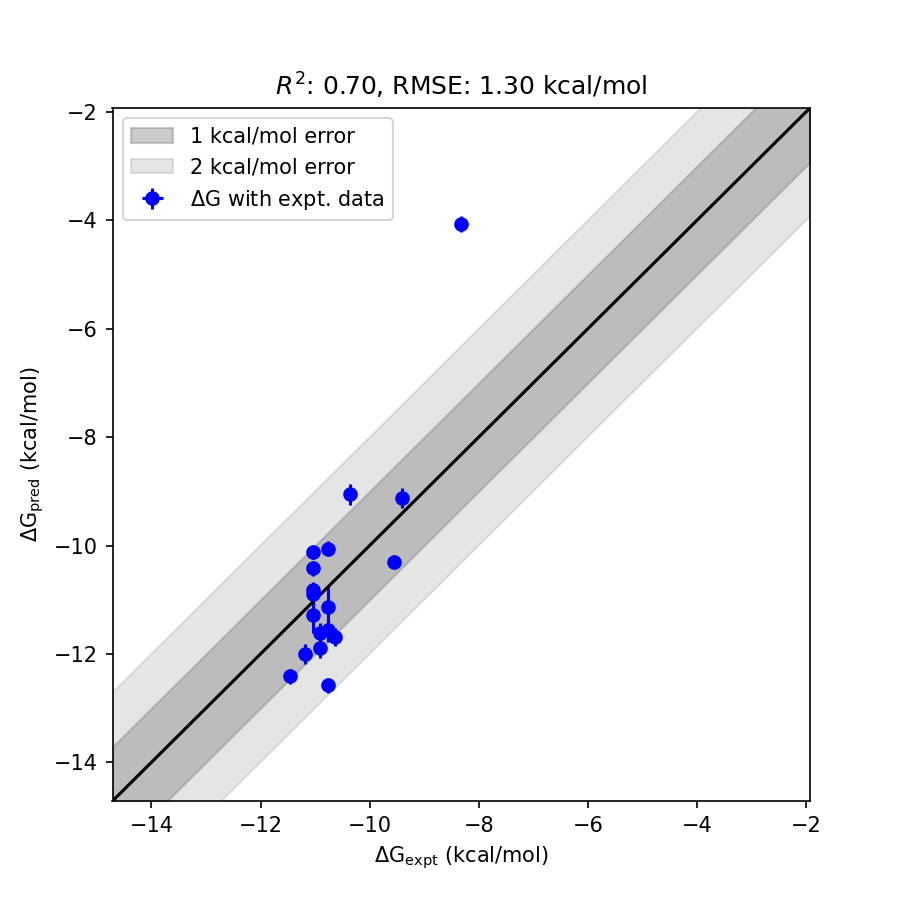 R²: 0.70, RMSE: 1.30 kcal/mol
1 kcal/mol error
2 kcal/mol error
ΔG with expt. data
−2
−4
−6
−8
−10
−12
−14
ΔGpred (kcal/mol)
−14
−12
−10
−8
−6
−4
−2
ΔGexpt (kcal/mol)